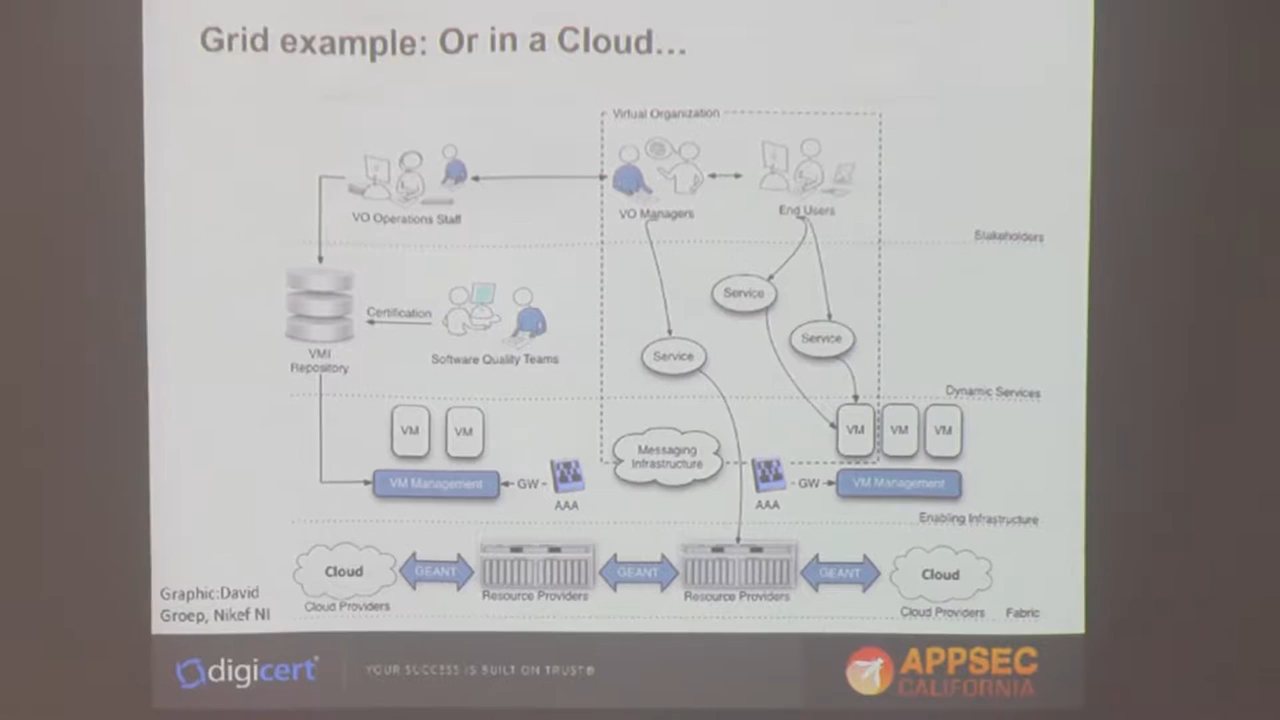 Grid example: Or in a Cloud...
Virtual Organization
VO Operations Staff
VO Managers
End Users
Stakeholders
Service
Certification
Service
VMI
Repository
Software Quality Teams
Service
Dynamic Services
VM
VM
VM
VM
VM
Messaging
Infrastructure
VM Management
GW
AAA
AAA
GW
VM Management
Enabling Infrastructure
Cloud
GEANT
GEANT
GEANT
Cloud
Resource Providers
Resource Providers
Cloud Providers
Cloud Providers
Fabric
Graphic:David
Groep, Nikef NI
digicert
YOUR SUCCESS IS BUILT ON TRUST®
APPSEC
CALIFORNIA